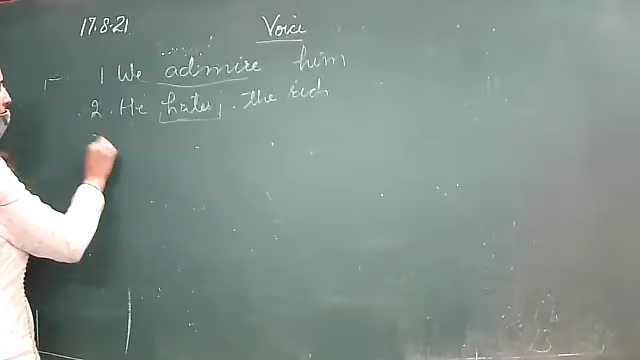 17.8.21
Voice
1 We admire him
2. He hates the rich